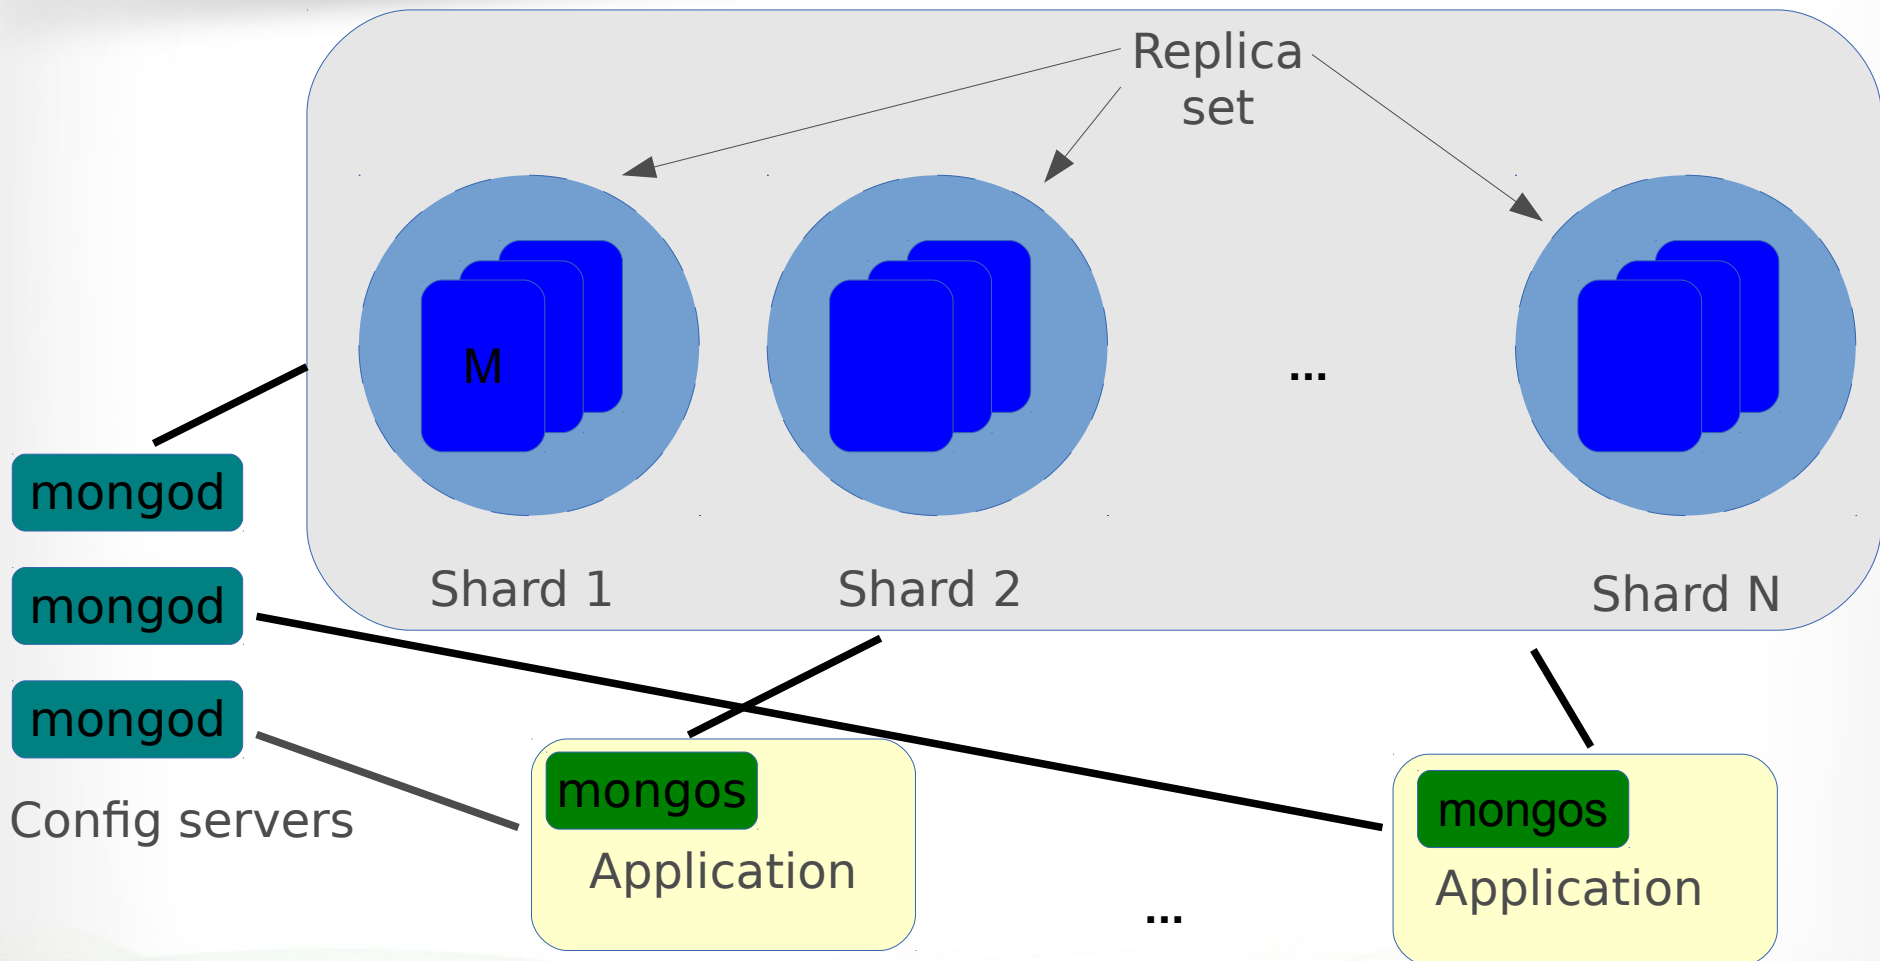 Replica
set
M
...
Shard 1
Shard 2
Shard N
mongod
mongod
mongod
Config servers
mongos
Application
...
mongos
Application